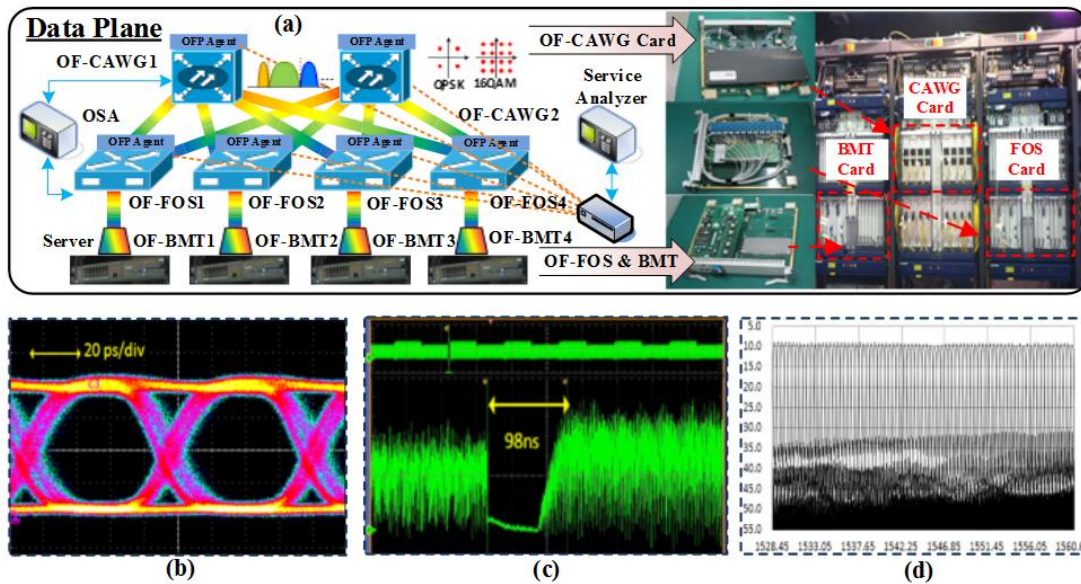 Data Plane
(a)
OFP Agent
OFP Agent
OF-CAWG1
QPSK
16QAM
OF-CAWG Card
Service
Analyzer
OSA
OF-CAWG2
OFP Agent
OFP Agent
OFP Agent
OFP Agent
OF-FOS1
OF-FOS2
OF-FOS3
OF-FOS4
Server
OF-BMT1
OF-BMT2
OF-BMT3
OF-BMT4
OF-FOS & BMT
CAWG
Card
BMT
Card
FOS
Card
20 ps/div
(b)
98ns
(c)
5.0
10.0
15.0
20.0
25.0
30.0
35.0
40.0
45.0
50.0
55.0
1528.45 1533.05 1537.65 1542.25 1546.85 1551.45 1556.05 1560.6
(d)